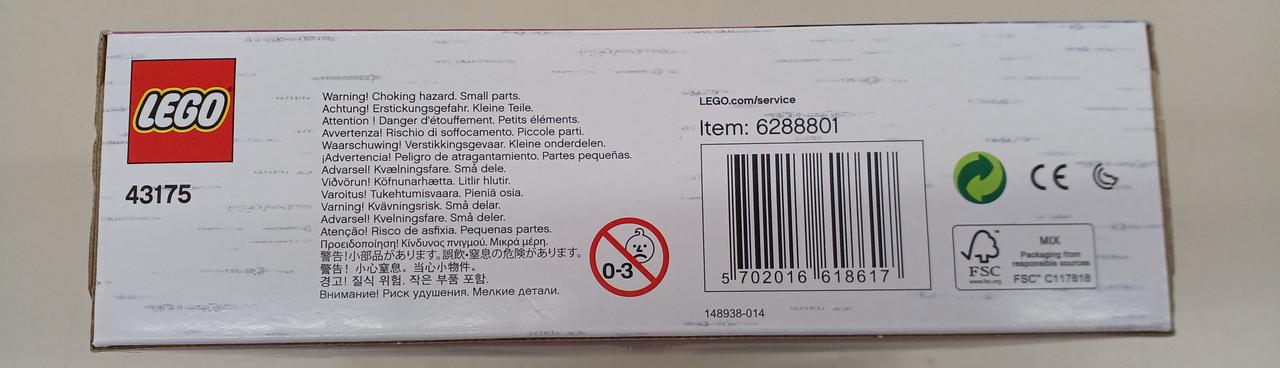 LEGO
43175
Warning! Choking hazard. Small parts.
Achtung! Erstickungsgefahr. Kleine Teile.
Attention ! Danger d'étouffement. Petits éléments.
Avvertenza! Rischio di soffocamento. Piccole parti.
Waarschuwing! Verstikkingsgevaar. Kleine onderdelen.
¡Advertencia! Peligro de atragantamiento. Partes pequeñas.
Advarsel! Kvælningsfare. Små dele.
Viðvörun! Köfnunarhætta. Litlir hlutir.
Varoitus! Tukehtumisvaara. Pieniä osia.
Varning! Kvävningsrisk. Små delar.
Advarsel! Kvelningsfare. Små deler.
Atenção! Risco de asfixia. Pequenas partes.
Προειδοποίηση! Κίνδυνος πνιγμού. Μικρά μέρη.
警告!小部品があります。誤飲・窒息の危険があります。
警告！小心窒息。当心小物件。
경고! 질식 위험. 작은 부품 포함.
Внимание! Риск удушения. Мелкие детали.
0-3
LEGO.com/service
Item: 6288801
5 702016 618617
148938-014
CE
FSC
www.fsc.org
MIX
Packaging from
responsible sources
FSC™ C117818